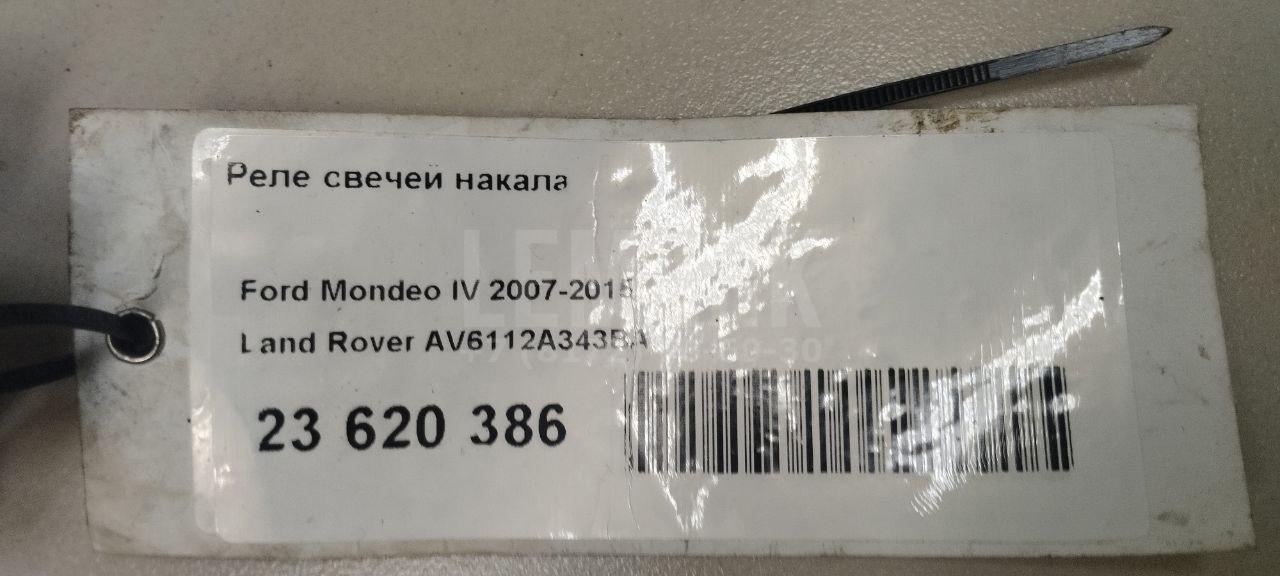 Реле свечей накала
Ford Mondeo IV 2007-2015
Land Rover AV6112A343BA
23 620 386